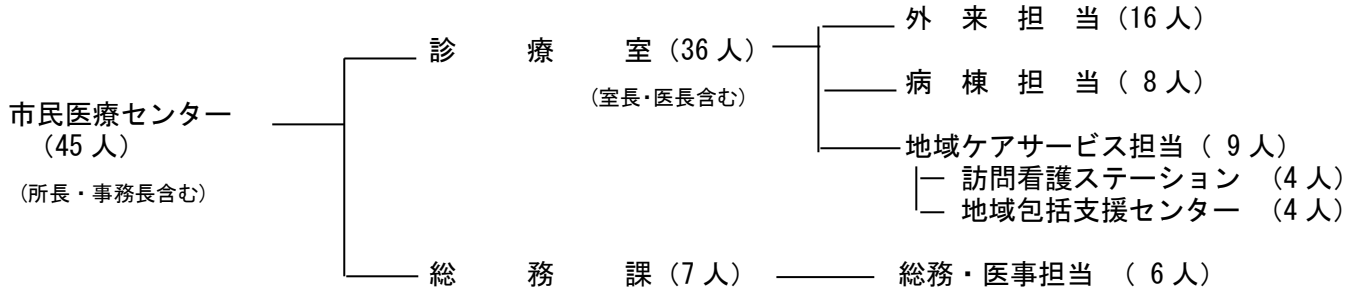 外 来 担 当 (16 人)
診 療 室 (36 人)
(室長・医長含む)
病 棟 担 当 ( 8 人)
市民医療センター
(45 人)
(所長・事務長含む)
地域ケアサービス担当 ( 9 人)
訪問看護ステーション (4 人)
地域包括支援センター (4 人)
総 務 課 (7 人)
総務・医事担当 ( 6 人)